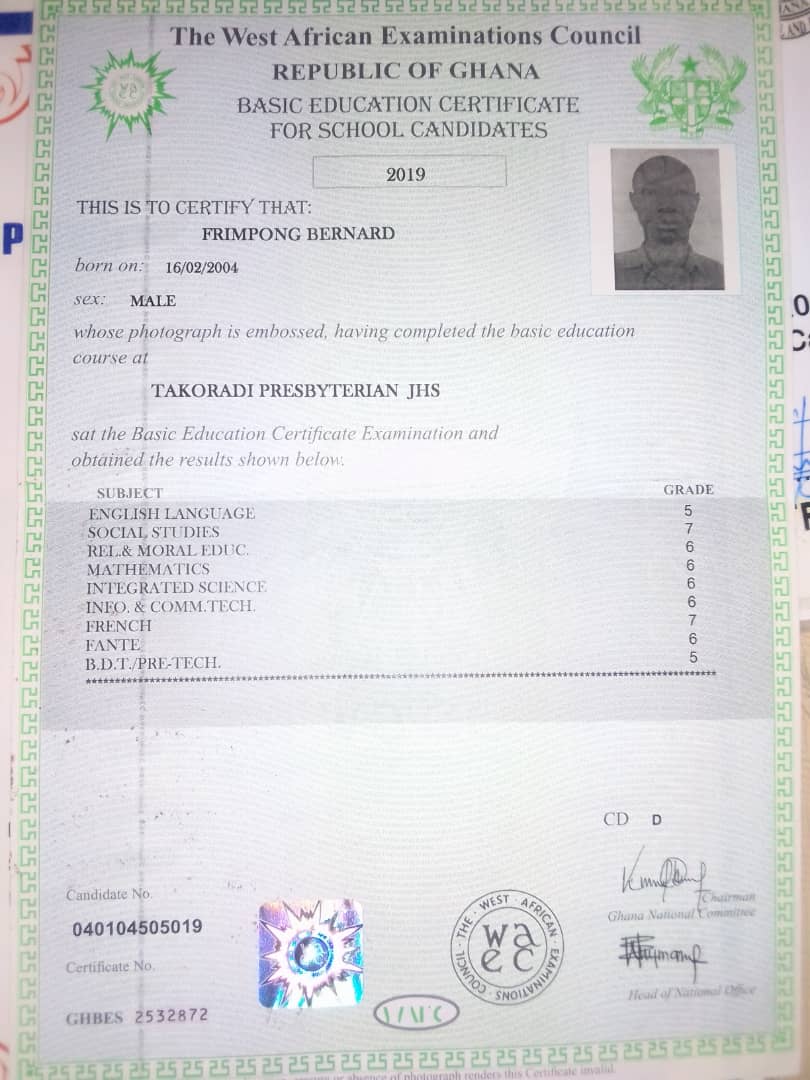 The West African Examinations Council
REPUBLIC OF GHANA
BASIC EDUCATION CERTIFICATE
FOR SCHOOL CANDIDATES
2019
THIS IS TO CERTIFY THAT:
FRIMPONG BERNARD
born on: 16/02/2004
sex: MALE
whose photograph is embossed, having completed the basic education
course at
TAKORADI PRESBYTERIAN JHS
sat the Basic Education Certificate Examination and
obtained the results shown below.
SUBJECT GRADE
ENGLISH LANGUAGE 5
SOCIAL STUDIES 7
REL.& MORAL EDUC. 6
MATHEMATICS 6
INTEGRATED SCIENCE 6
INFO. & COMM.TECH. 6
FRENCH 7
FANTE 6
B.D.T./PRE-TECH. 5
CD D
Chairman
Ghana National Committee
Head of National Office
Candidate No.
040104505019
Certificate No.
GHBES 2532872
THE · WEST · AFRICAN · EXAMINATIONS · COUNCIL
waec
or absence of photograph renders this Certificate invalid.
P